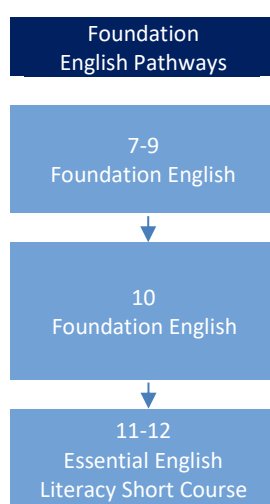 Foundation
English Pathways
7-9
Foundation English
10
Foundation English
11-12
Essential English
Literacy Short Course